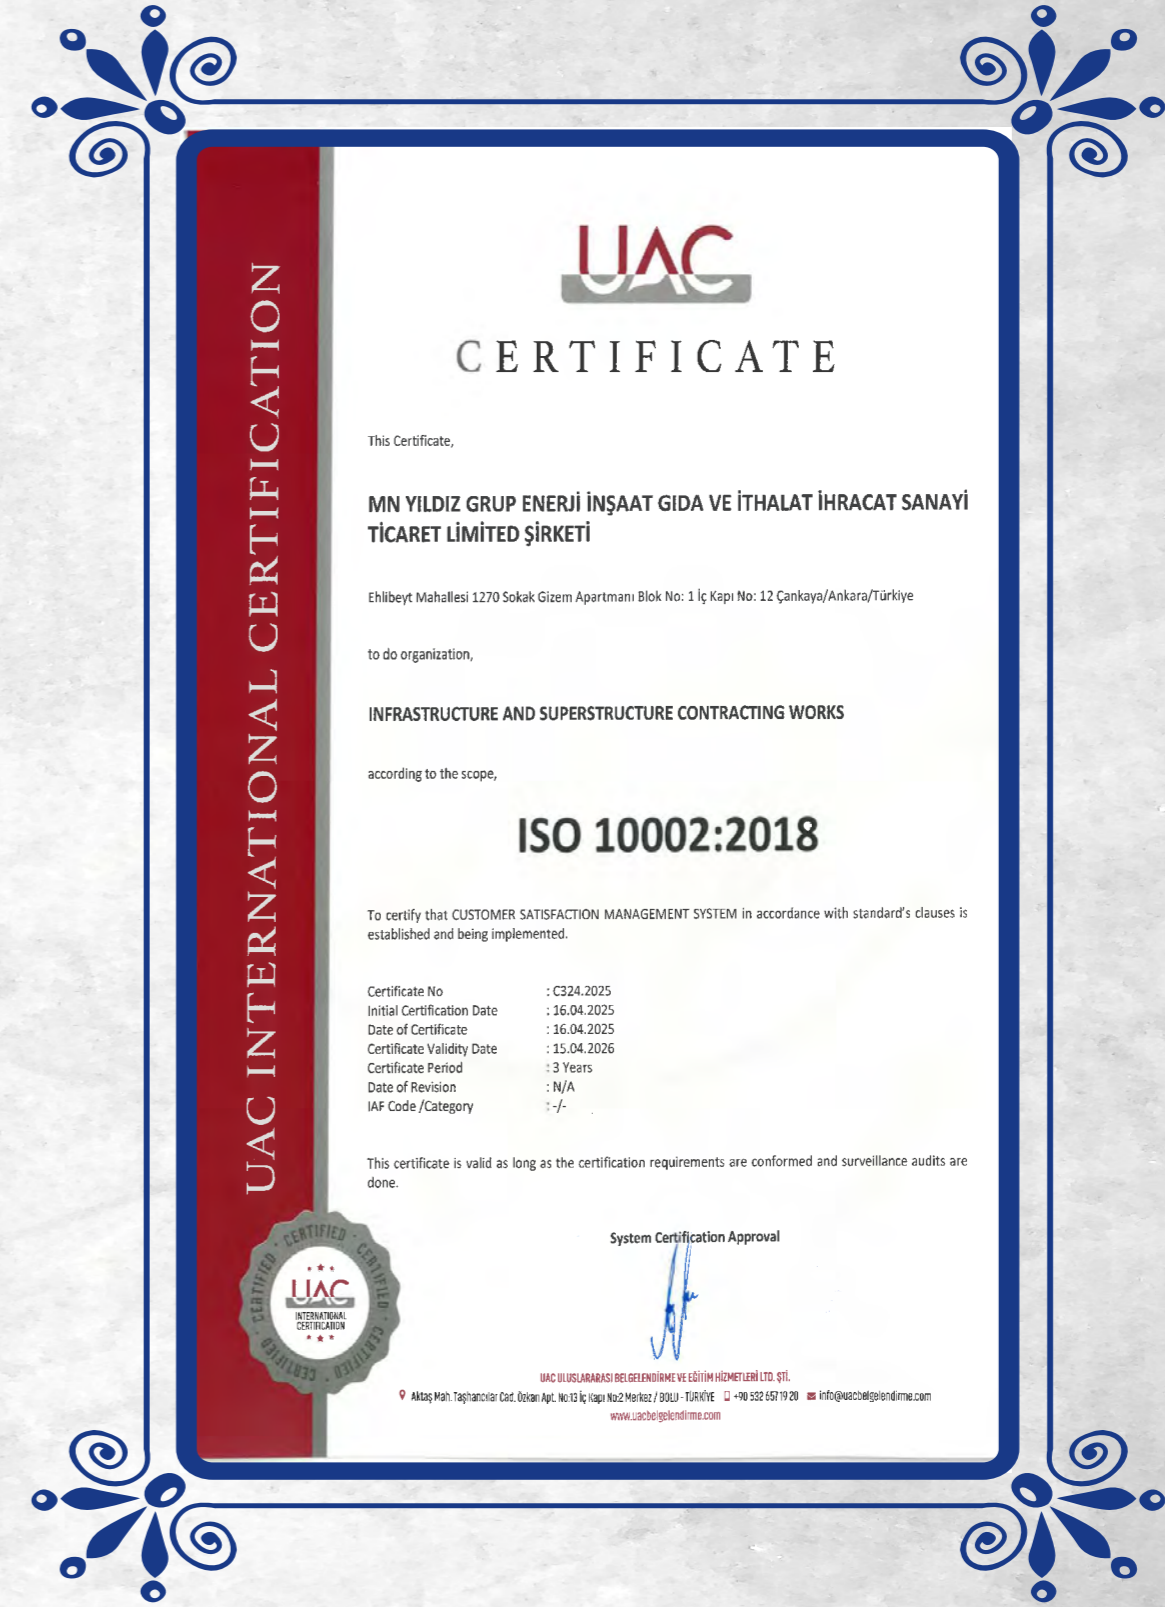 UAC INTERNATIONAL CERTIFICATION
UAC
CERTIFICATE
This Certificate,
MN YILDIZ GRUP ENERJİ İNŞAAT GIDA VE İTHALAT İHRACAT SANAYİ
TİCARET LİMİTED ŞİRKETİ
Ehlibeyt Mahallesi 1270 Sokak Gizem Apartmanı Blok No: 1 İç Kapı No: 12 Çankaya/Ankara/Türkiye
to do organization,
INFRASTRUCTURE AND SUPERSTRUCTURE CONTRACTING WORKS
according to the scope,
ISO 10002:2018
To certify that CUSTOMER SATISFACTION MANAGEMENT SYSTEM in accordance with standard's clauses is
established and being implemented.
Certificate No : C324.2025
Initial Certification Date : 16.04.2025
Date of Certificate : 16.04.2025
Certificate Validity Date : 15.04.2026
Certificate Period : 3 Years
Date of Revision : N/A
IAF Code /Category : -/-
This certificate is valid as long as the certification requirements are conformed and surveillance audits are
done.
System Certification Approval
CERTIFIED · CERTIFIED · CERTIFIED · CERTIFIED · CERTIFIED · CERTIFIED
UAC
INTERNATIONAL
CERTIFICATION
UAC ULUSLARARASI BELGELENDİRME VE EĞİTİM HİZMETLERİ LTD. ŞTİ.
Aktaş Mah. Taşhancılar Cad. Özkan Apt. No:13 İç Kapı No:2 Merkez / BOLU - TÜRKİYE +90 532 657 19 20 info@uacbelgelendirme.com
www.uacbelgelendirme.com